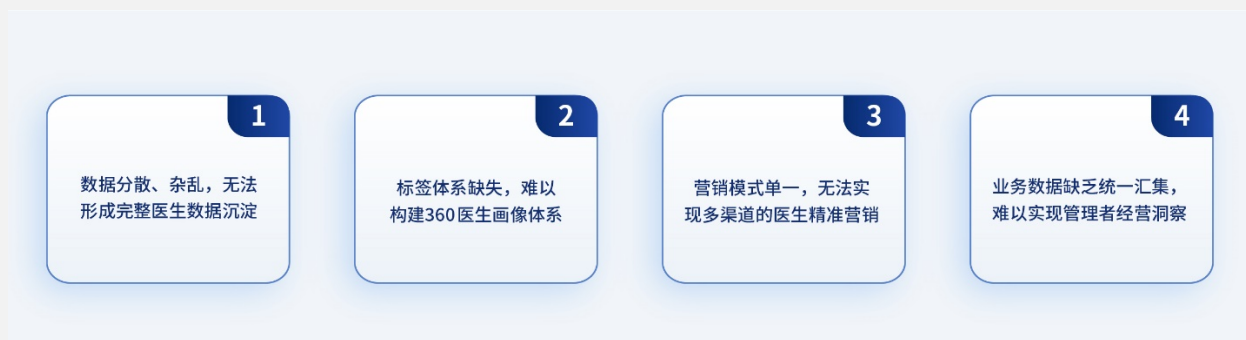 1
数据分散、杂乱，无法
形成完整医生数据沉淀
2
标签体系缺失，难以
构建360医生画像体系
3
营销模式单一，无法实
现多渠道的医生精准营销
4
业务数据缺乏统一汇集，
难以实现管理者经营洞察